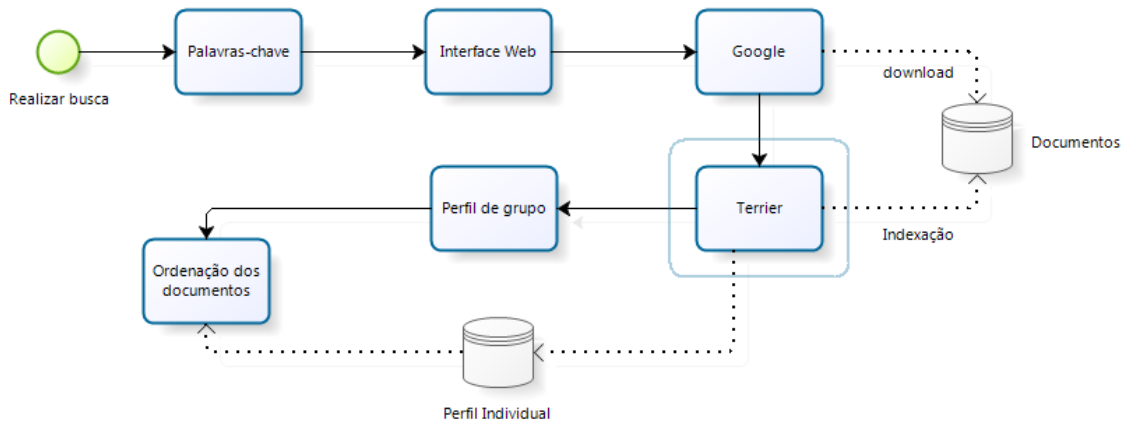 Palavras-chave
Interface Web
Google
download
Realizar busca
Documentos
Perfil de grupo
Terrier
Indexação
Ordenação dos
documentos
Perfil Individual